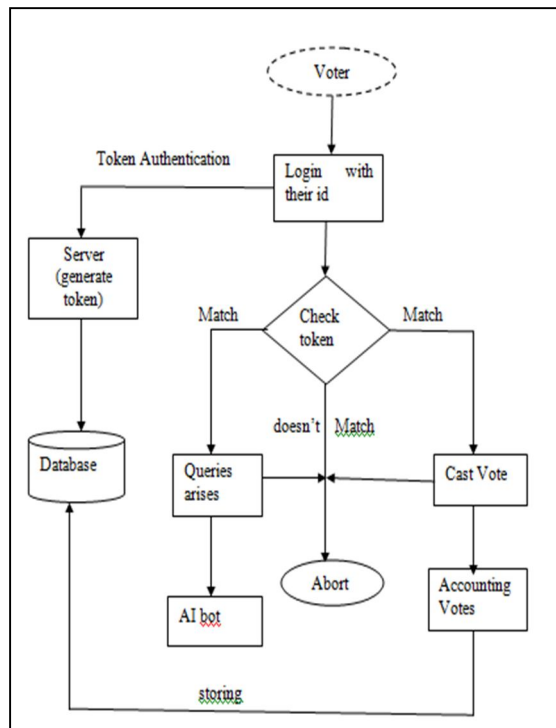 Voter
Token Authentication
Login with
their id
Server
(generate
token)
Check
token
Match
Match
doesn't Match
Database
Queries
arises
Cast Vote
Abort
AI bot
Accounting
Votes
storing